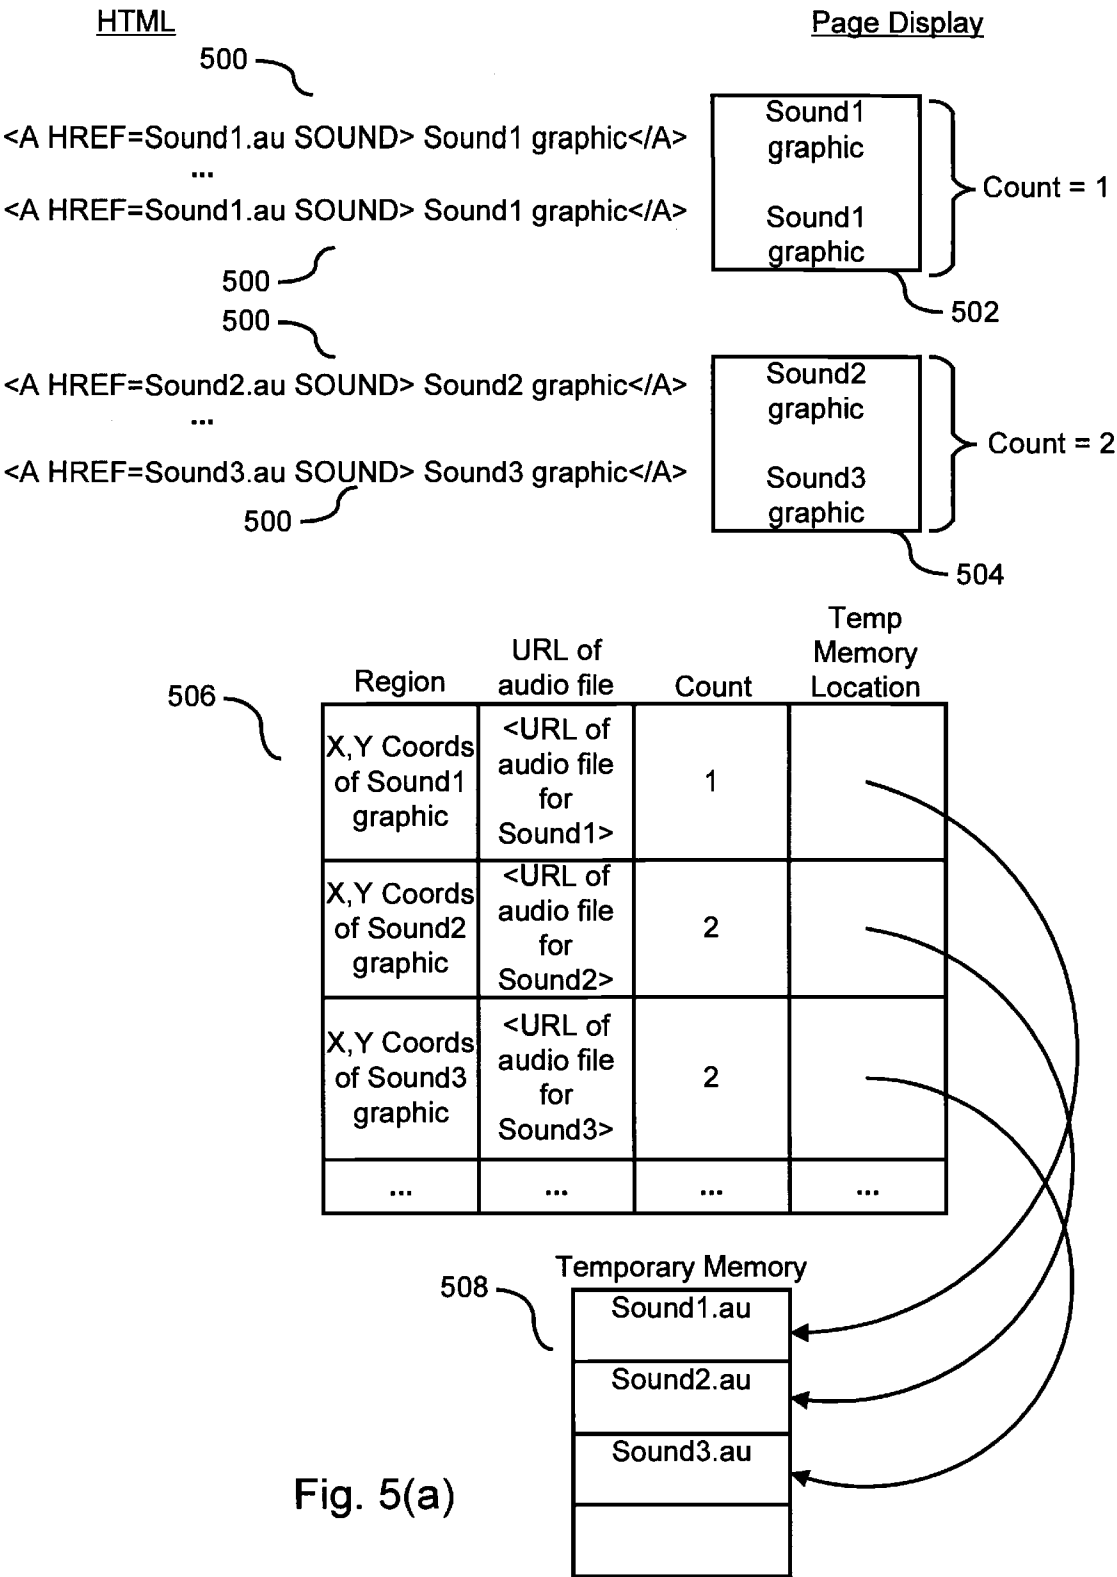 HTML
Page Display
500
<A HREF=Sound1.au SOUND> Sound1 graphic</A>
...
<A HREF=Sound1.au SOUND> Sound1 graphic</A>
500
Sound1
graphic
Sound1
graphic
Count = 1
502
500
<A HREF=Sound2.au SOUND> Sound2 graphic</A>
...
<A HREF=Sound3.au SOUND> Sound3 graphic</A>
500
Sound2
graphic
Sound3
graphic
Count = 2
504
506
Region
URL of
audio file
Count
Temp
Memory
Location
X,Y Coords
of Sound1
graphic
<URL of
audio file
for
Sound1>
1
X,Y Coords
of Sound2
graphic
<URL of
audio file
for
Sound2>
2
X,Y Coords
of Sound3
graphic
<URL of
audio file
for
Sound3>
2
...
...
...
...
508
Temporary Memory
Sound1.au
Sound2.au
Sound3.au
Fig. 5(a)